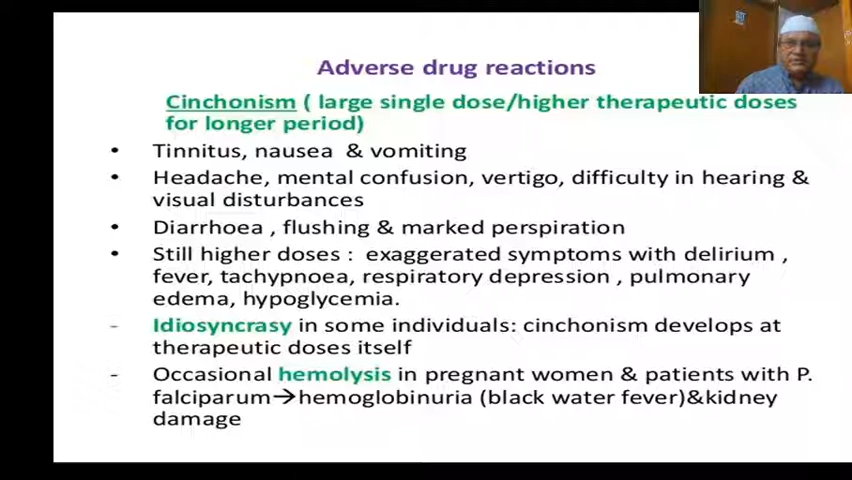 Adverse drug reactions
Cinchonism ( large single dose/higher therapeutic doses
for longer period)
• Tinnitus, nausea & vomiting
• Headache, mental confusion, vertigo, difficulty in hearing &
visual disturbances
• Diarrhoea , flushing & marked perspiration
• Still higher doses : exaggerated symptoms with delirium ,
fever, tachypnoea, respiratory depression , pulmonary
edema, hypoglycemia.
- Idiosyncrasy in some individuals: cinchonism develops at
therapeutic doses itself
- Occasional hemolysis in pregnant women & patients with P.
falciparum→hemoglobinuria (black water fever)&kidney
damage